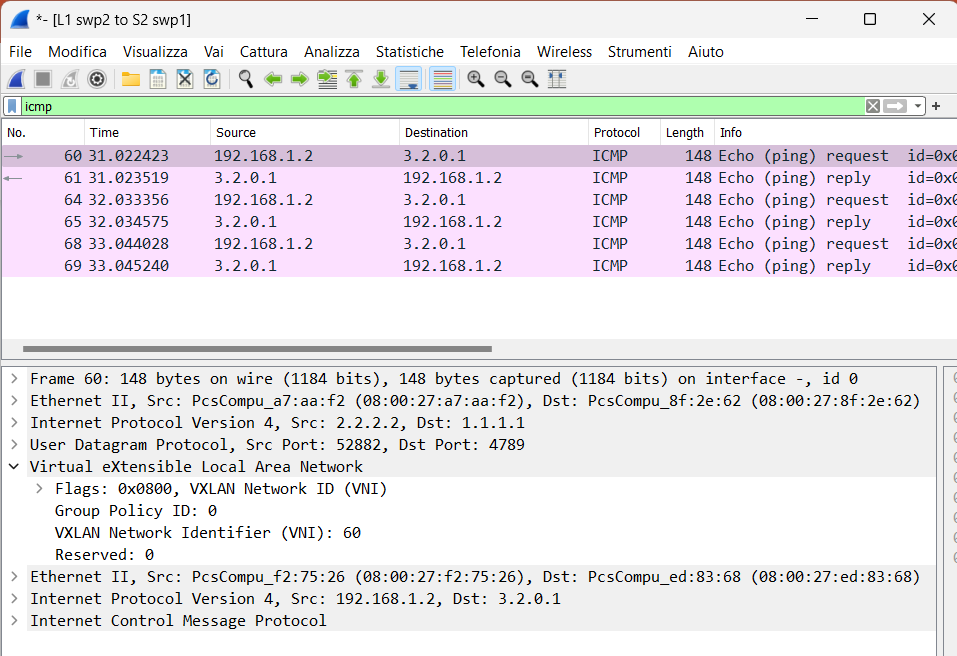 *- [L1 swp2 to S2 swp1]
File Modifica Visualizza Vai Cattura Analizza Statistiche Telefonia Wireless Strumenti Aiuto
icmp
No. Time Source Destination Protocol Length Info
60 31.022423 192.168.1.2 3.2.0.1 ICMP 148 Echo (ping) request id=0x0
61 31.023519 3.2.0.1 192.168.1.2 ICMP 148 Echo (ping) reply id=0x0
64 32.033356 192.168.1.2 3.2.0.1 ICMP 148 Echo (ping) request id=0x0
65 32.034575 3.2.0.1 192.168.1.2 ICMP 148 Echo (ping) reply id=0x0
68 33.044028 192.168.1.2 3.2.0.1 ICMP 148 Echo (ping) request id=0x0
69 33.045240 3.2.0.1 192.168.1.2 ICMP 148 Echo (ping) reply id=0x0
Frame 60: 148 bytes on wire (1184 bits), 148 bytes captured (1184 bits) on interface -, id 0
Ethernet II, Src: PcsCompu_a7:aa:f2 (08:00:27:a7:aa:f2), Dst: PcsCompu_8f:2e:62 (08:00:27:8f:2e:62)
Internet Protocol Version 4, Src: 2.2.2.2, Dst: 1.1.1.1
User Datagram Protocol, Src Port: 52882, Dst Port: 4789
Virtual eXtensible Local Area Network
Flags: 0x0800, VXLAN Network ID (VNI)
Group Policy ID: 0
VXLAN Network Identifier (VNI): 60
Reserved: 0
Ethernet II, Src: PcsCompu_f2:75:26 (08:00:27:f2:75:26), Dst: PcsCompu_ed:83:68 (08:00:27:ed:83:68)
Internet Protocol Version 4, Src: 192.168.1.2, Dst: 3.2.0.1
Internet Control Message Protocol